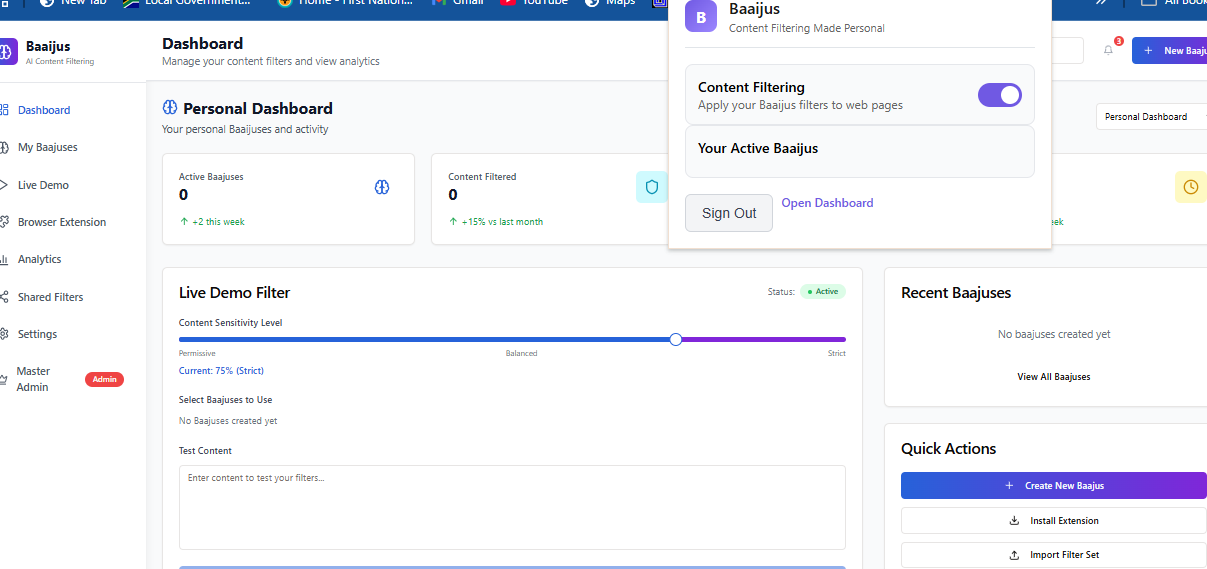 New Tab
Local Government...
Home - First Nation...
Gmail
YouTube
Maps
»
All Book
Baaijus
AI Content Filtering
Dashboard
Manage your content filters and view analytics
3
+ New Baaju
B
Baaijus
Content Filtering Made Personal
Content Filtering
Apply your Baaijus filters to web pages
Your Active Baaijus
Sign Out
Open Dashboard
Dashboard
My Baajuses
Live Demo
Browser Extension
Analytics
Shared Filters
Settings
Master
Admin
Admin
Personal Dashboard
Your personal Baaijuses and activity
Personal Dashboard
Active Baajuses
0
↑ +2 this week
Content Filtered
0
↑ +15% vs last month
eek
Live Demo Filter
Status: Active
Content Sensitivity Level
Permissive Balanced Strict
Current: 75% (Strict)
Select Baajuses to Use
No Baajuses created yet
Test Content
Enter content to test your filters...
Recent Baajuses
No baajuses created yet
View All Baajuses
Quick Actions
+ Create New Baajus
Install Extension
Import Filter Set